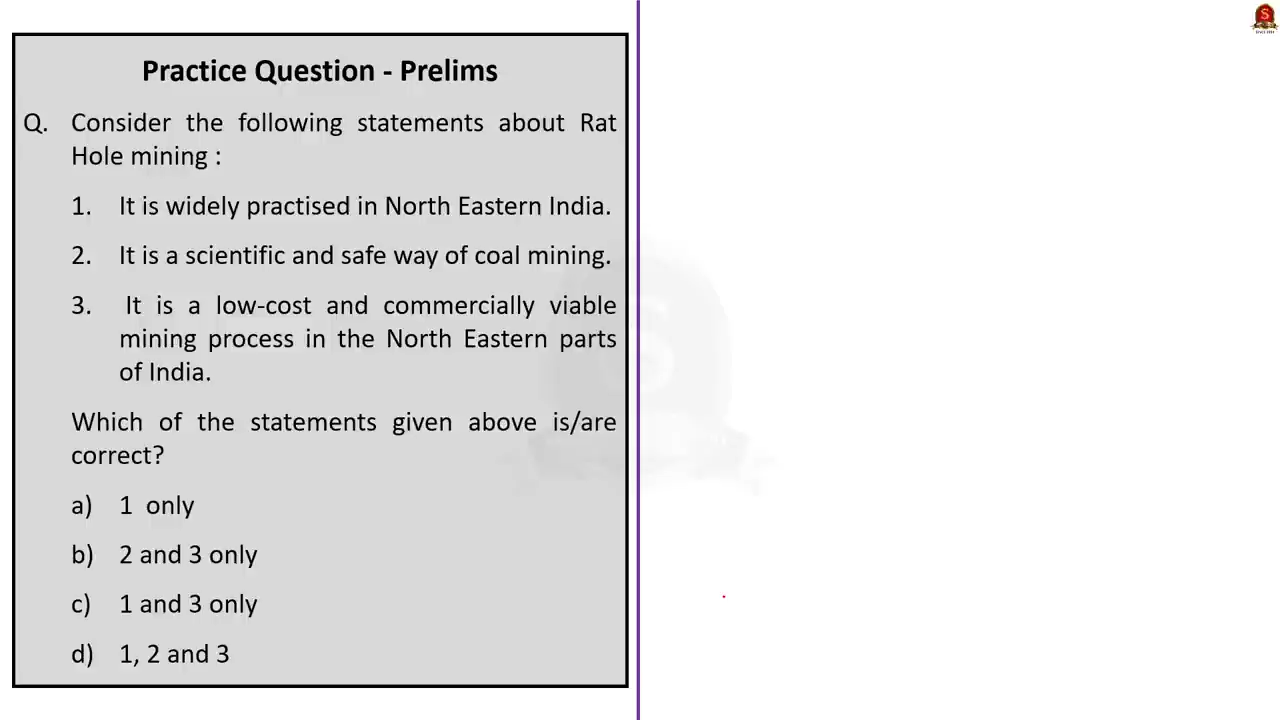 Practice Question - Prelims
Q. Consider the following statements about Rat
Hole mining :
1. It is widely practised in North Eastern India.
2. It is a scientific and safe way of coal mining.
3. It is a low-cost and commercially viable
mining process in the North Eastern parts
of India.
Which of the statements given above is/are
correct?
a) 1 only
b) 2 and 3 only
c) 1 and 3 only
d) 1, 2 and 3
S